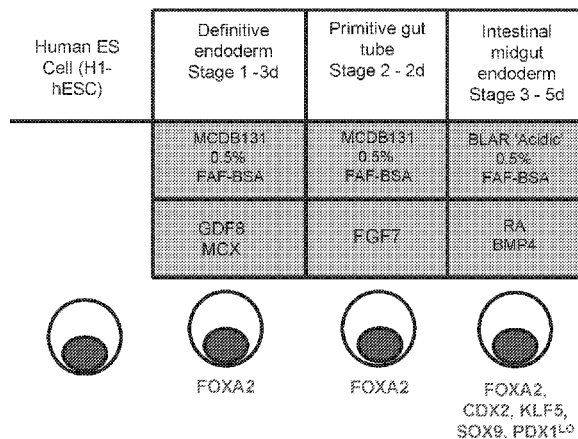 Human ES
Cell (H1-
hESC)
Definitive
endoderm
Stage 1 -3d
Primitive gut
tube
Stage 2 - 2d
Intestinal
midgut
endoderm
Stage 3 - 5d
MCDB131
0.5%
FAF-BSA
MCDB131
0.5%
FAF-BSA
BLAR 'Acidic'
0.5%
FAF-BSA
GDF8
MCX
FGF7
RA
BMP4
FOXA2
FOXA2
FOXA2,
CDX2, KLF5,
SOX9, PDX1LO